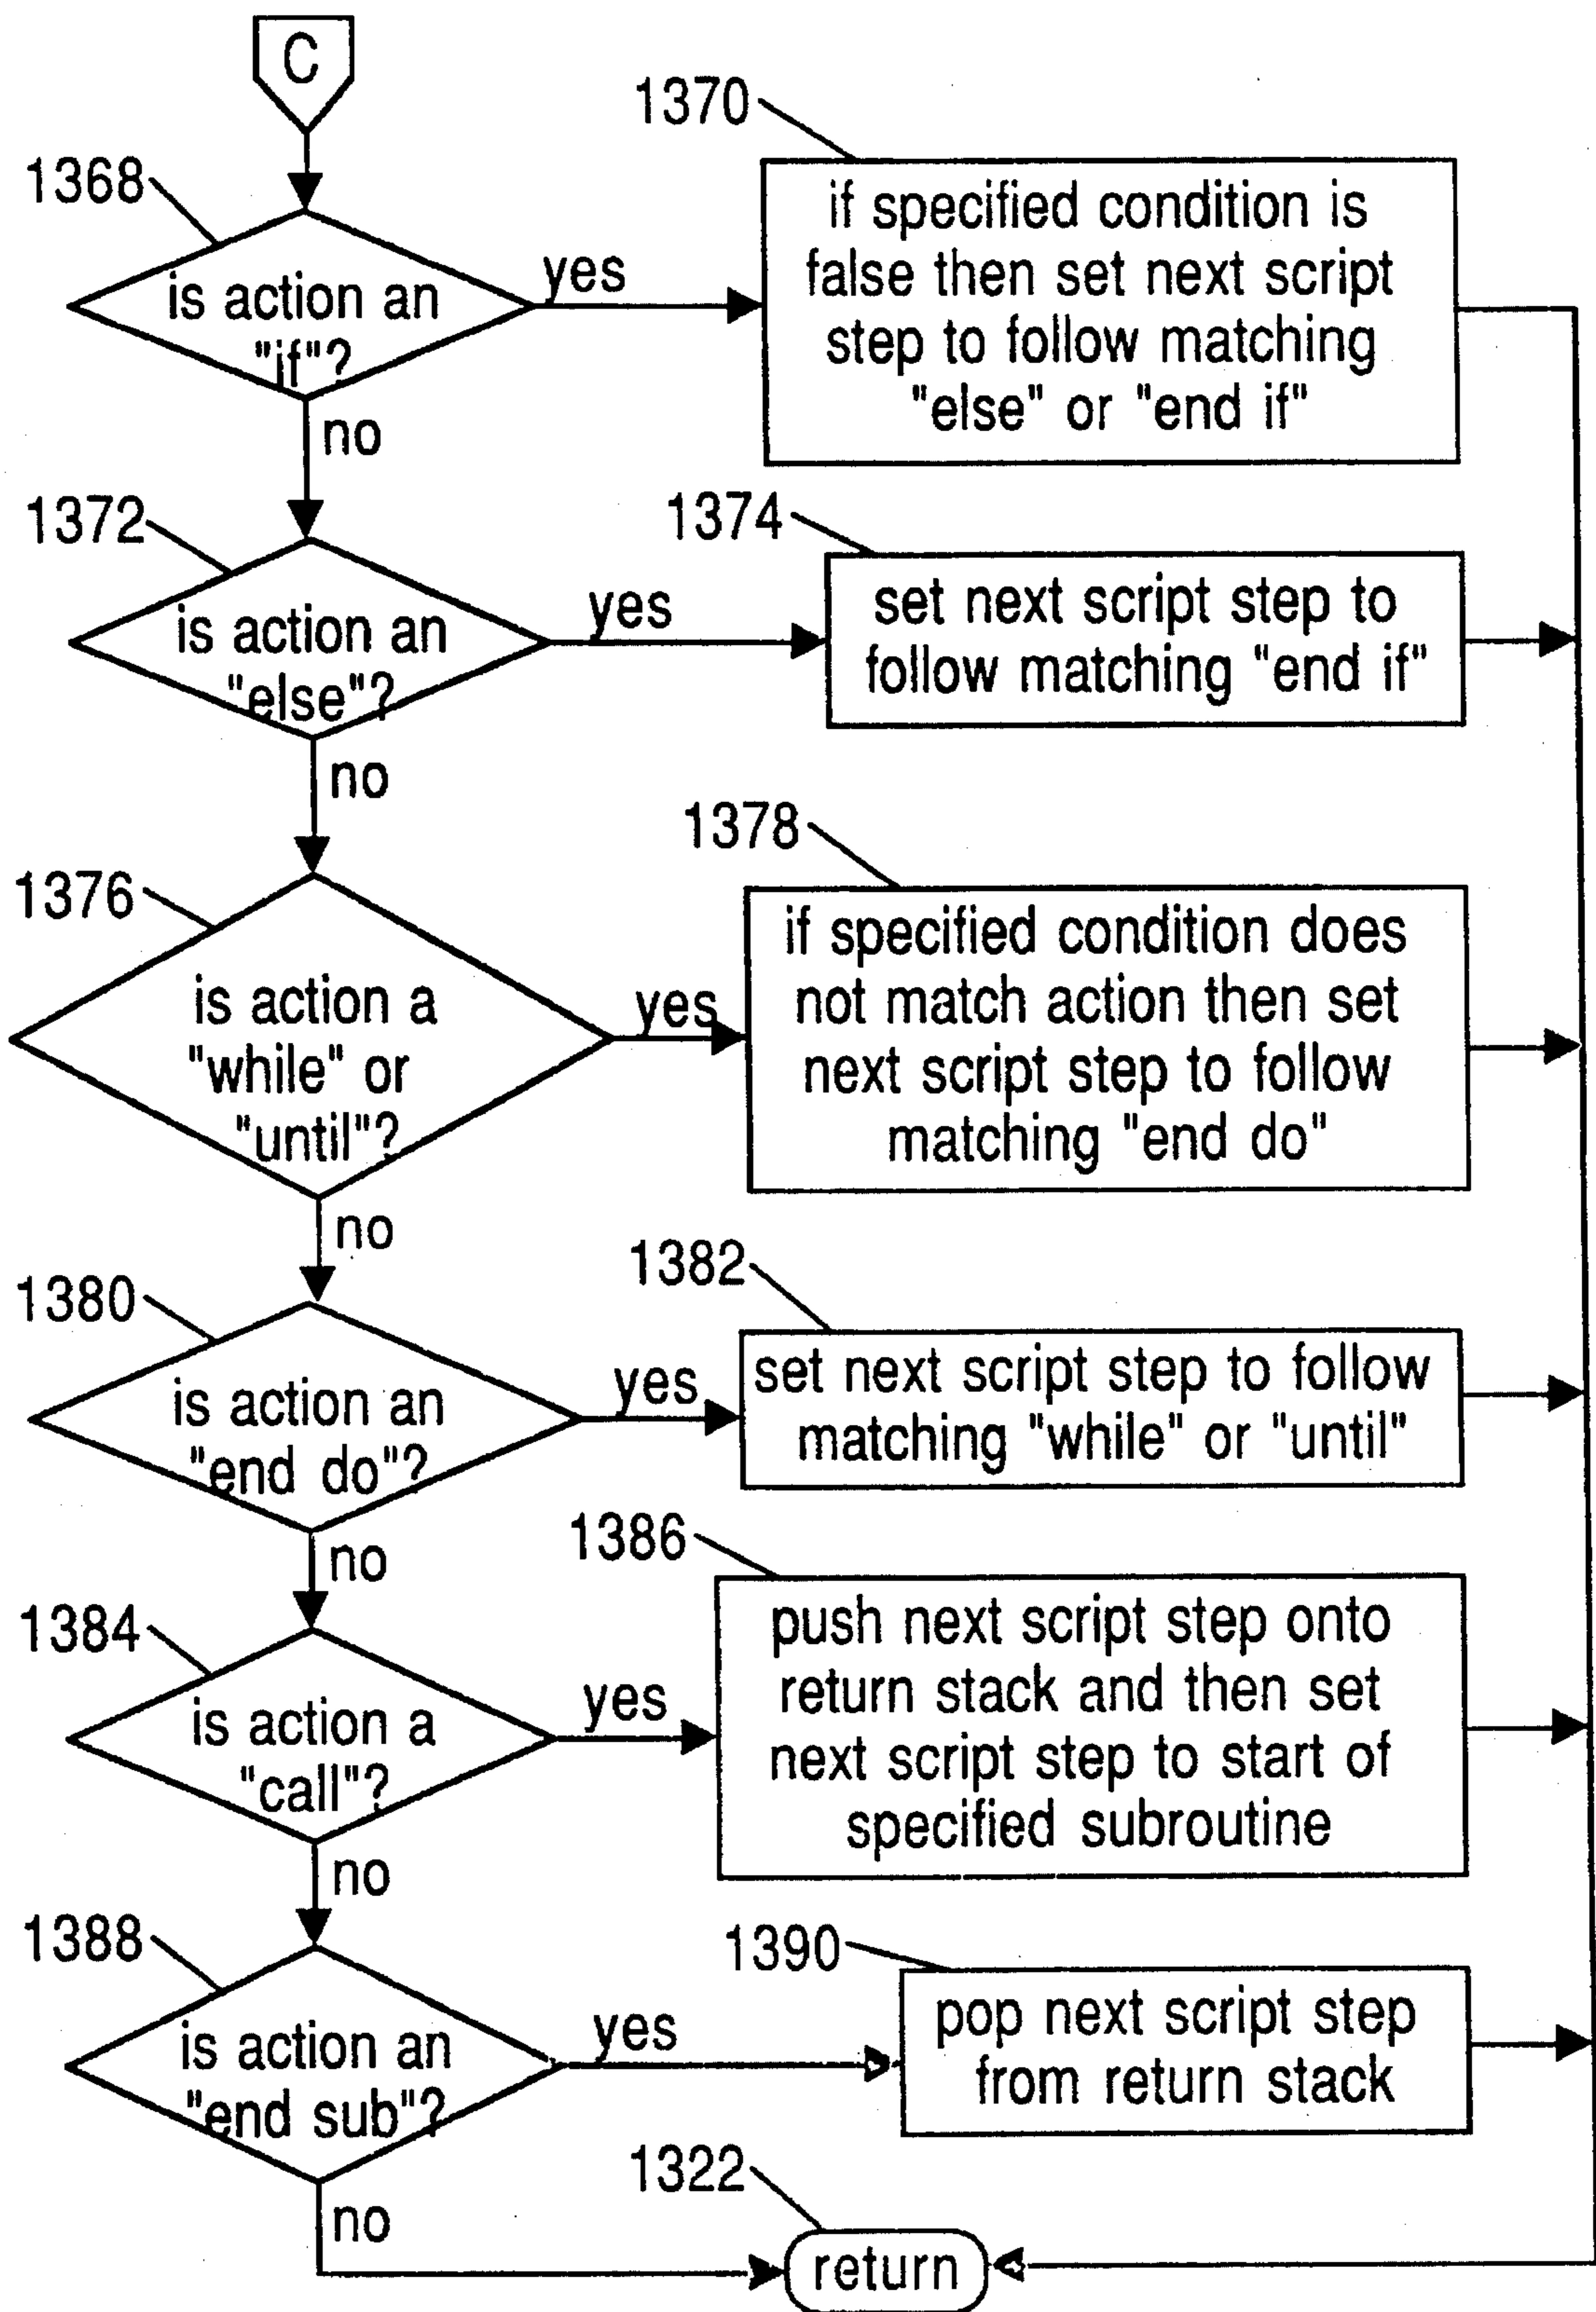 C
1368
is action an
"if"?
yes
no
1370
if specified condition is
false then set next script
step to follow matching
"else" or "end if"
1372
is action an
"else"?
yes
no
1374
set next script step to
follow matching "end if"
1376
is action a
"while" or
"until"?
yes
no
1378
if specified condition does
not match action then set
next script step to follow
matching "end do"
1380
is action an
"end do"?
yes
no
1382
set next script step to follow
matching "while" or "until"
1384
is action a
"call"?
yes
no
1386
push next script step onto
return stack and then set
next script step to start of
specified subroutine
1388
is action an
"end sub"?
yes
no
1390
pop next script step
from return stack
1322
return